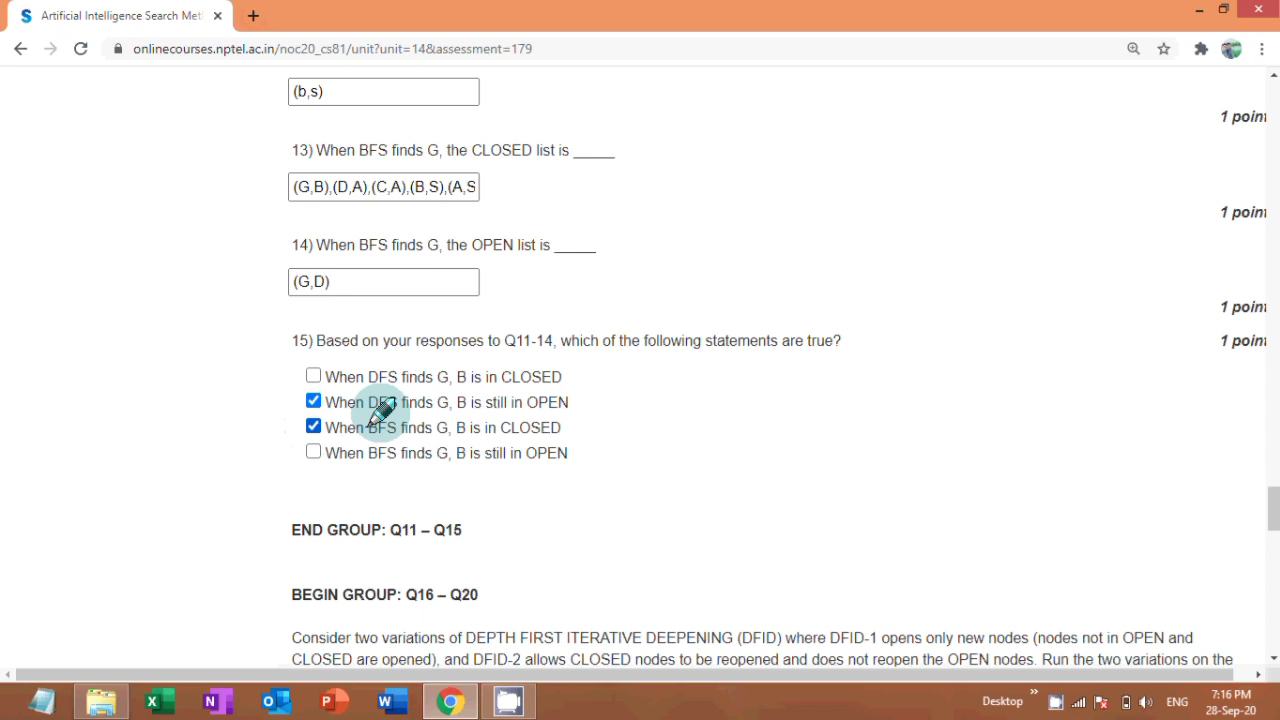 Artificial Intelligence Search Met
onlinecourses.nptel.ac.in/noc20_cs81/unit?unit=14&assessment=179
(b,s)
1 point
13) When BFS finds G, the CLOSED list is _____
(G,B),(D,A),(C,A),(B,S),(A,S
1 point
14) When BFS finds G, the OPEN list is _____
(G,D)
1 point
15) Based on your responses to Q11-14, which of the following statements are true?
1 point
When DFS finds G, B is in CLOSED
When DFS finds G, B is still in OPEN
When BFS finds G, B is in CLOSED
When BFS finds G, B is still in OPEN
END GROUP: Q11 – Q15
BEGIN GROUP: Q16 – Q20
Consider two variations of DEPTH FIRST ITERATIVE DEEPENING (DFID) where DFID-1 opens only new nodes (nodes not in OPEN and
CLOSED are opened), and DFID-2 allows CLOSED nodes to be reopened and does not reopen the OPEN nodes. Run the two variations on the
Desktop
ENG
7:16 PM
28-Sep-20